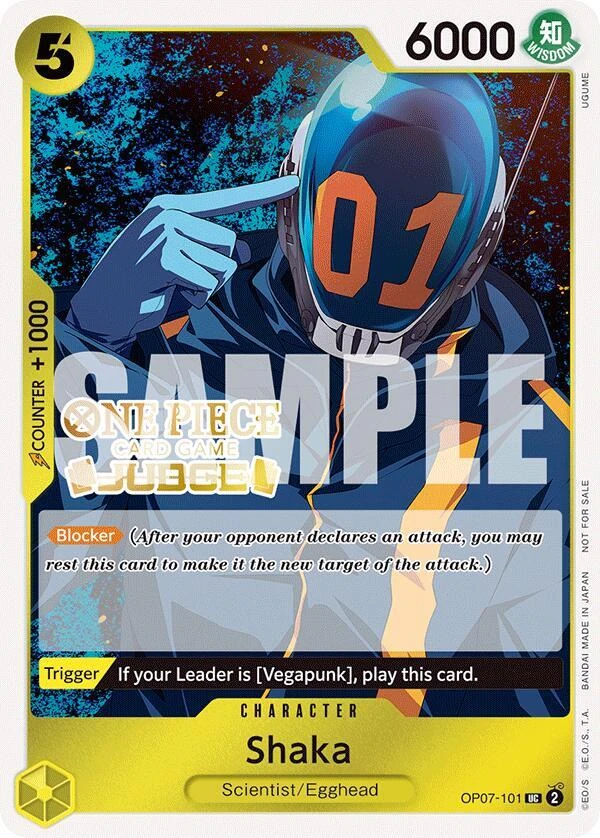 5
6000
知
WISDOM
UGUME
01
COUNTER +1000
SAMPLE
ONE PIECE
CARD GAME
JUDGE
Blocker (After your opponent declares an attack, you may
rest this card to make it the new target of the attack.)
Trigger If your Leader is [Vegapunk], play this card.
CHARACTER
Shaka
Scientist/Egghead
OP07-101 UC 2
©EO/S ©E.O./S., T.A. BANDAI MADE IN JAPAN NOT FOR SALE